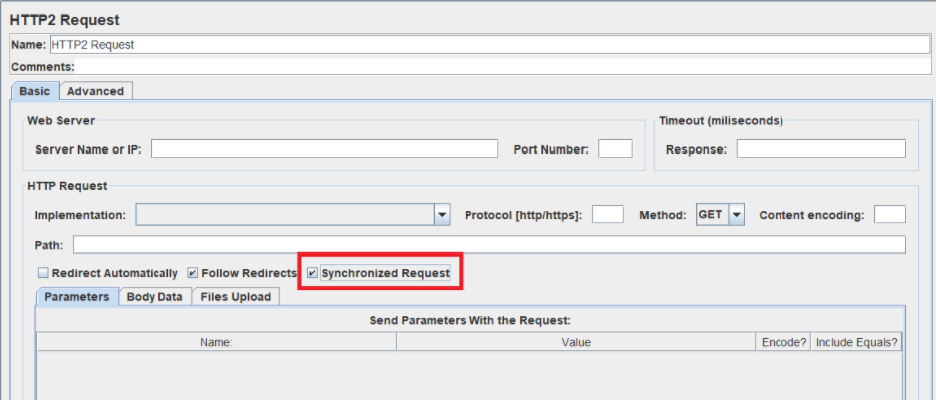 HTTP2 Request
Name: HTTP2 Request
Comments:
Basic Advanced
Web Server Timeout (miliseconds)
Server Name or IP: Port Number: Response:
HTTP Request
Implementation: Protocol [http/https]: Method: GET Content encoding:
Path:
Redirect Automatically Follow Redirects Synchronized Request
Parameters Body Data Files Upload
Send Parameters With the Request:
Name: Value Encode? Include Equals?